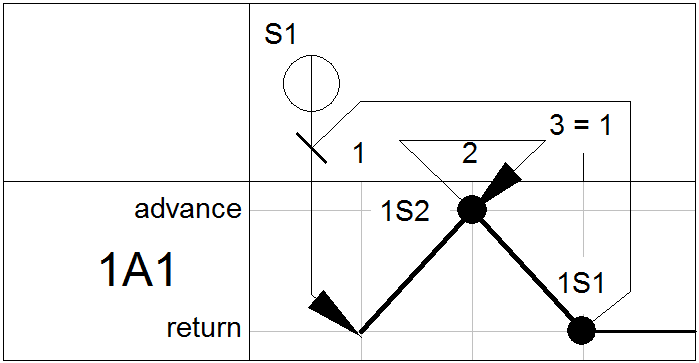 S1
3 = 1
1
2
advance
1S2
1A1
1S1
return